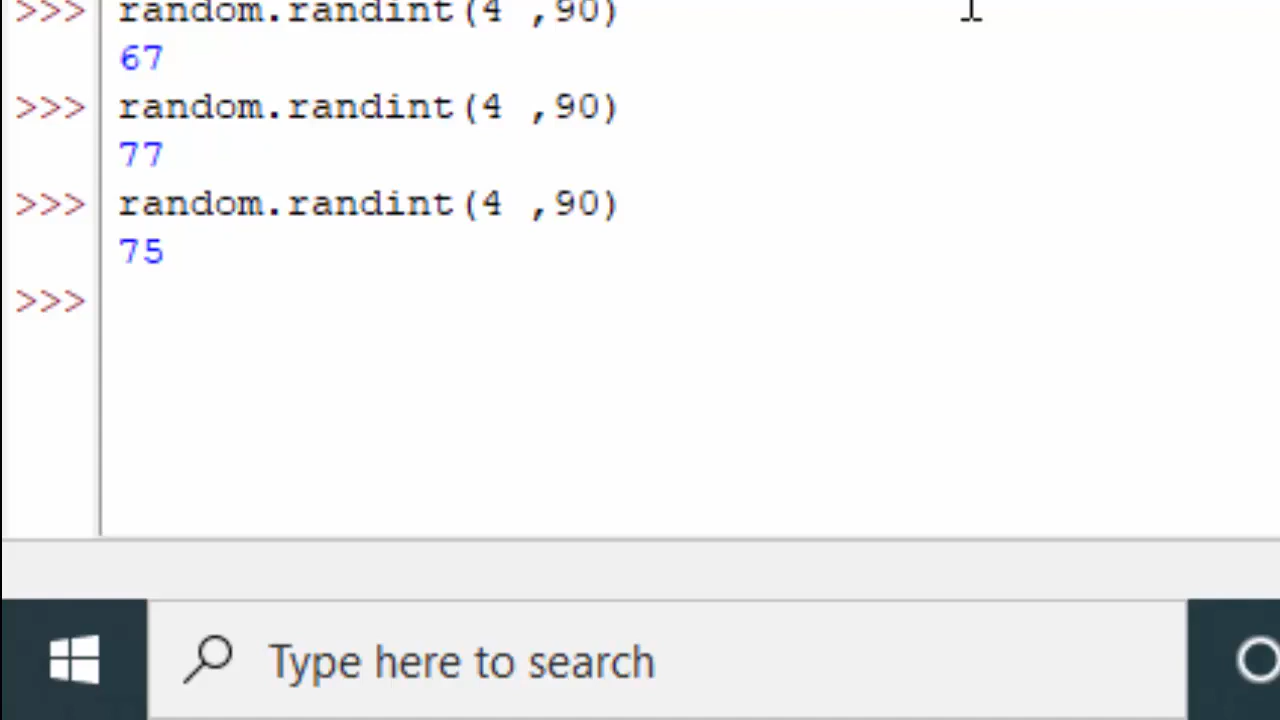 >>> random.randint(4 ,90)
67
>>> random.randint(4 ,90)
77
>>> random.randint(4 ,90)
75
>>>
Type here to search